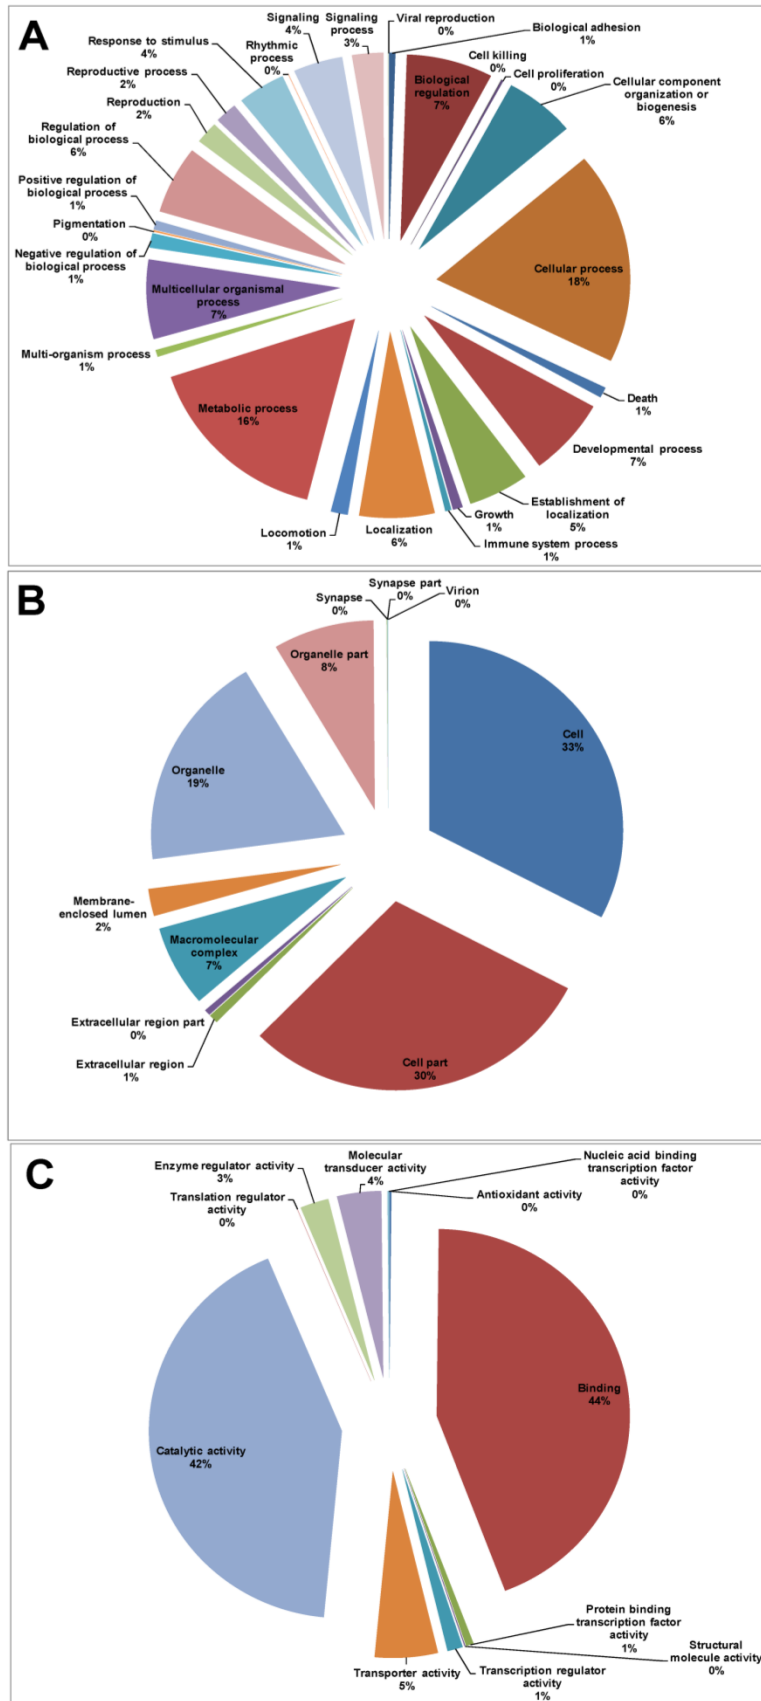 A
Viral reproduction
0%
Biological adhesion
1%
Biological
regulation
7%
Cell killing
0%
Cell proliferation
0%
Cellular component
organization or
biogenesis
6%
Cellular process
18%
Death
1%
Developmental process
7%
Establishment of
localization
5%
Growth
1%
Immune system process
1%
Localization
6%
Locomotion
1%
Metabolic process
16%
Multi-organism process
1%
Multicellular organismal
process
7%
Negative regulation of
biological process
1%
Pigmentation
0%
Positive regulation of
biological process
1%
Regulation of
biological process
6%
Reproduction
2%
Reproductive process
2%
Response to stimulus
4%
Rhythmic
process
0%
Signaling
4%
Signaling
process
3%
B
Synapse
0%
Synapse part
0%
Virion
0%
Cell
33%
Cell part
30%
Extracellular region
1%
Extracellular region part
0%
Macromolecular
complex
7%
Membrane-
enclosed lumen
2%
Organelle
19%
Organelle part
8%
C
Nucleic acid binding
transcription factor
activity
0%
Antioxidant activity
0%
Binding
44%
Protein binding
transcription factor
activity
1%
Structural
molecule activity
0%
Transcription regulator
activity
1%
Transporter activity
5%
Catalytic activity
42%
Translation regulator
activity
0%
Enzyme regulator activity
3%
Molecular
transducer activity
4%